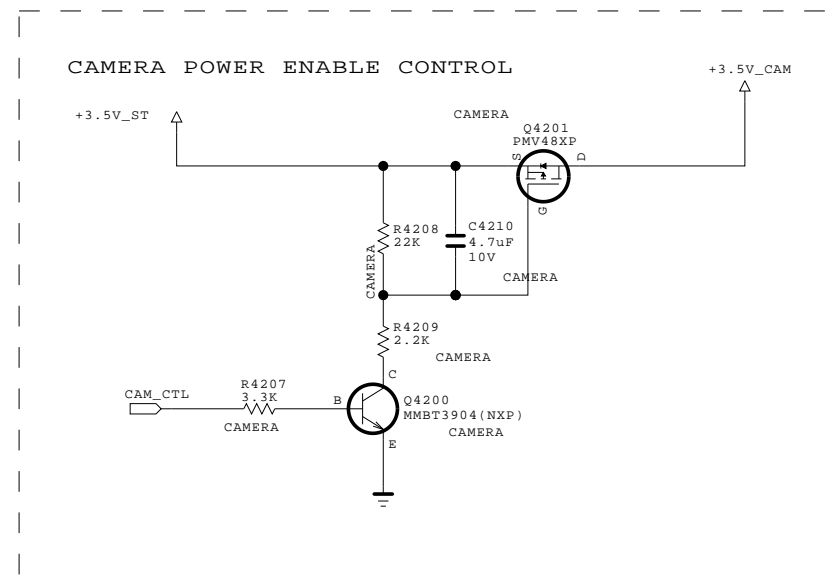 CAMERA POWER ENABLE CONTROL
+3.5V_CAM
+3.5V_ST
CAMERA
Q4201
PMV48XP
S
D
G
R4208
22K
CAMERA
C4210
4.7uF
10V
CAMERA
R4209
2.2K
CAMERA
C
CAM_CTL
R4207
3.3K
CAMERA
B
Q4200
MMBT3904(NXP)
CAMERA
E